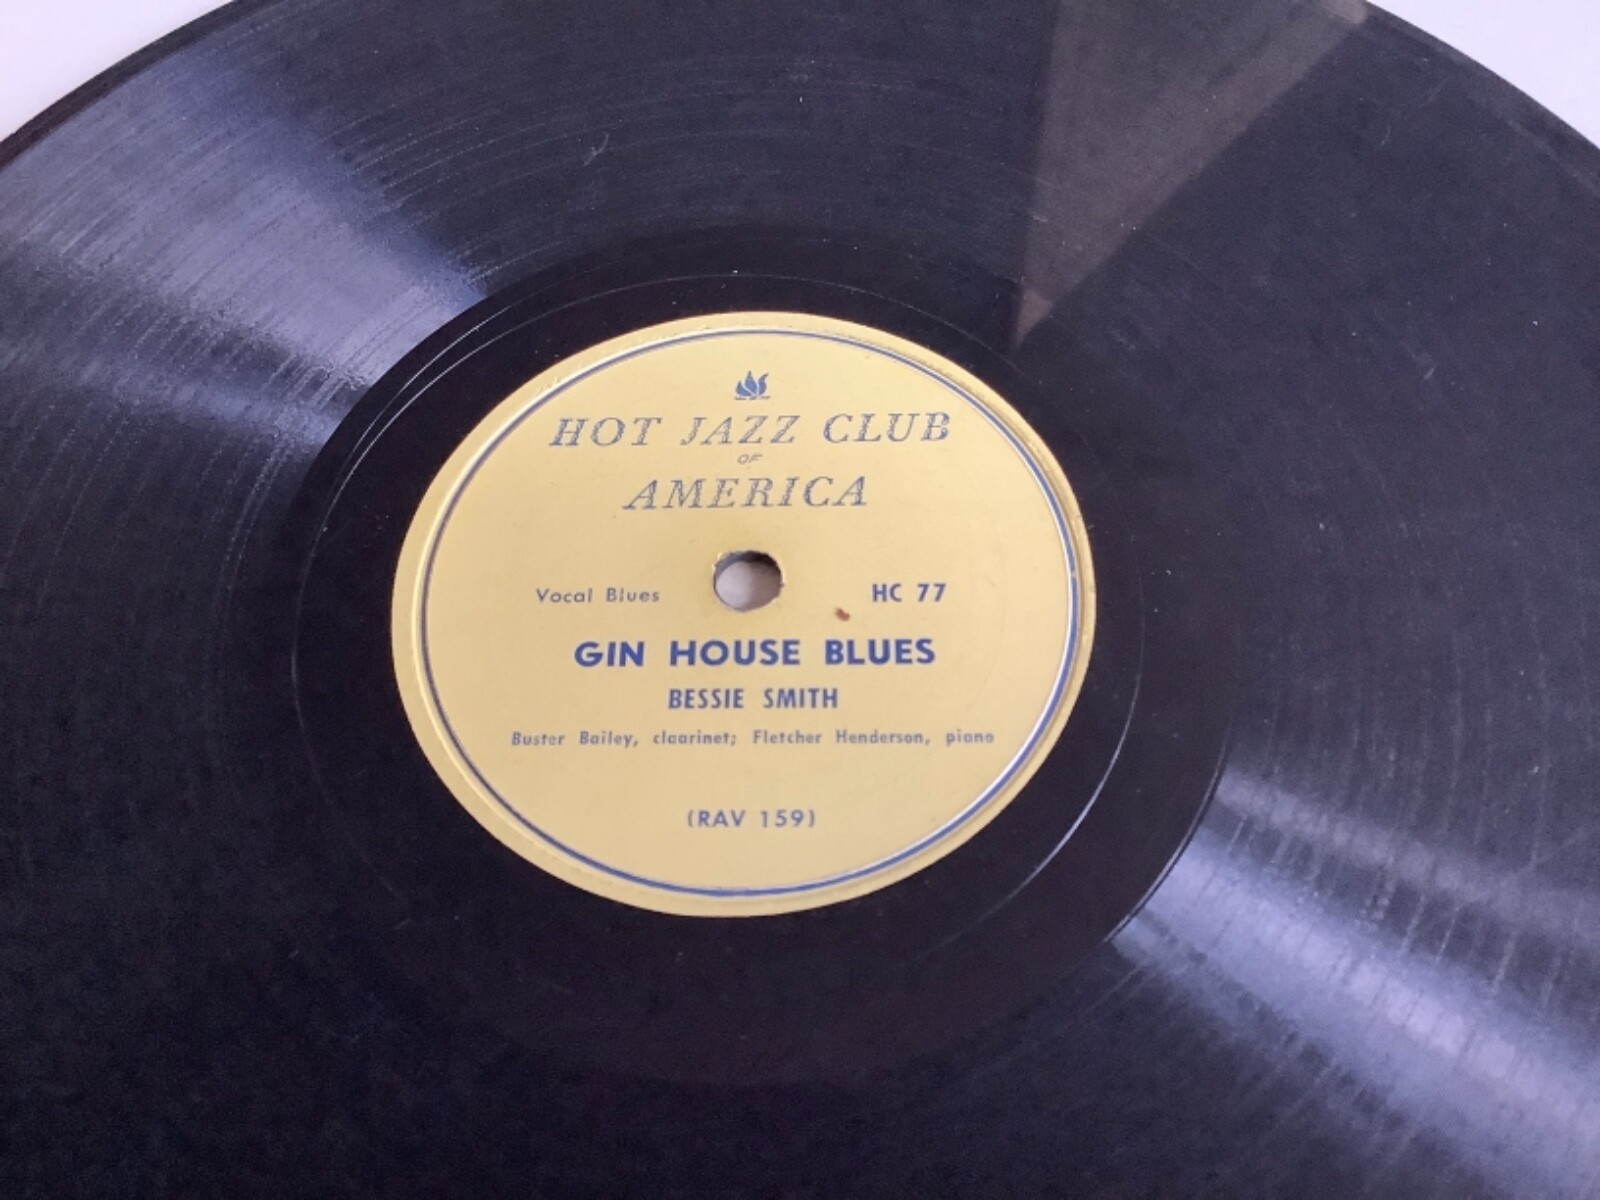 HOT JAZZ CLUB
OF
AMERICA
Vocal Blues HC 77
GIN HOUSE BLUES
BESSIE SMITH
Buster Bailey, claarinet; Fletcher Henderson, piano
(RAV 159)